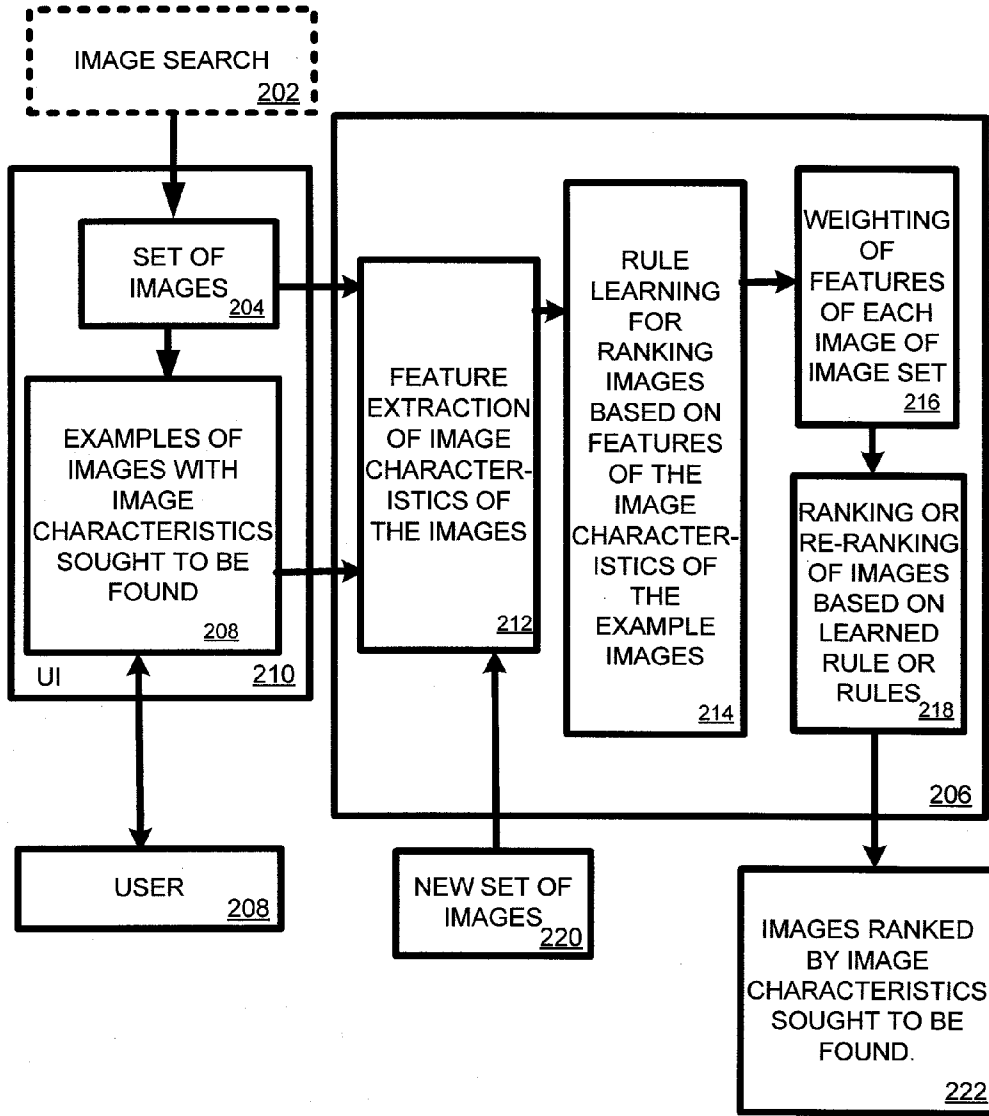 IMAGE SEARCH
202
SET OF
IMAGES
204
EXAMPLES OF
IMAGES WITH
IMAGE
CHARACTERISTICS
SOUGHT TO BE
FOUND
208
UI
210
USER
208
FEATURE
EXTRACTION
OF IMAGE
CHARACTER-
ISTICS OF
THE IMAGES
212
RULE
LEARNING
FOR
RANKING
IMAGES
BASED ON
FEATURES
OF THE
IMAGE
CHARACTER-
ISTICS OF
THE
EXAMPLE
IMAGES
214
WEIGHTING
OF
FEATURES
OF EACH
IMAGE OF
IMAGE SET
216
RANKING OR
RE-RANKING
OF IMAGES
BASED ON
LEARNED
RULE OR
RULES
218
206
NEW SET OF
IMAGES
220
IMAGES RANKED
BY IMAGE
CHARACTERISTICS
SOUGHT TO BE
FOUND.
222